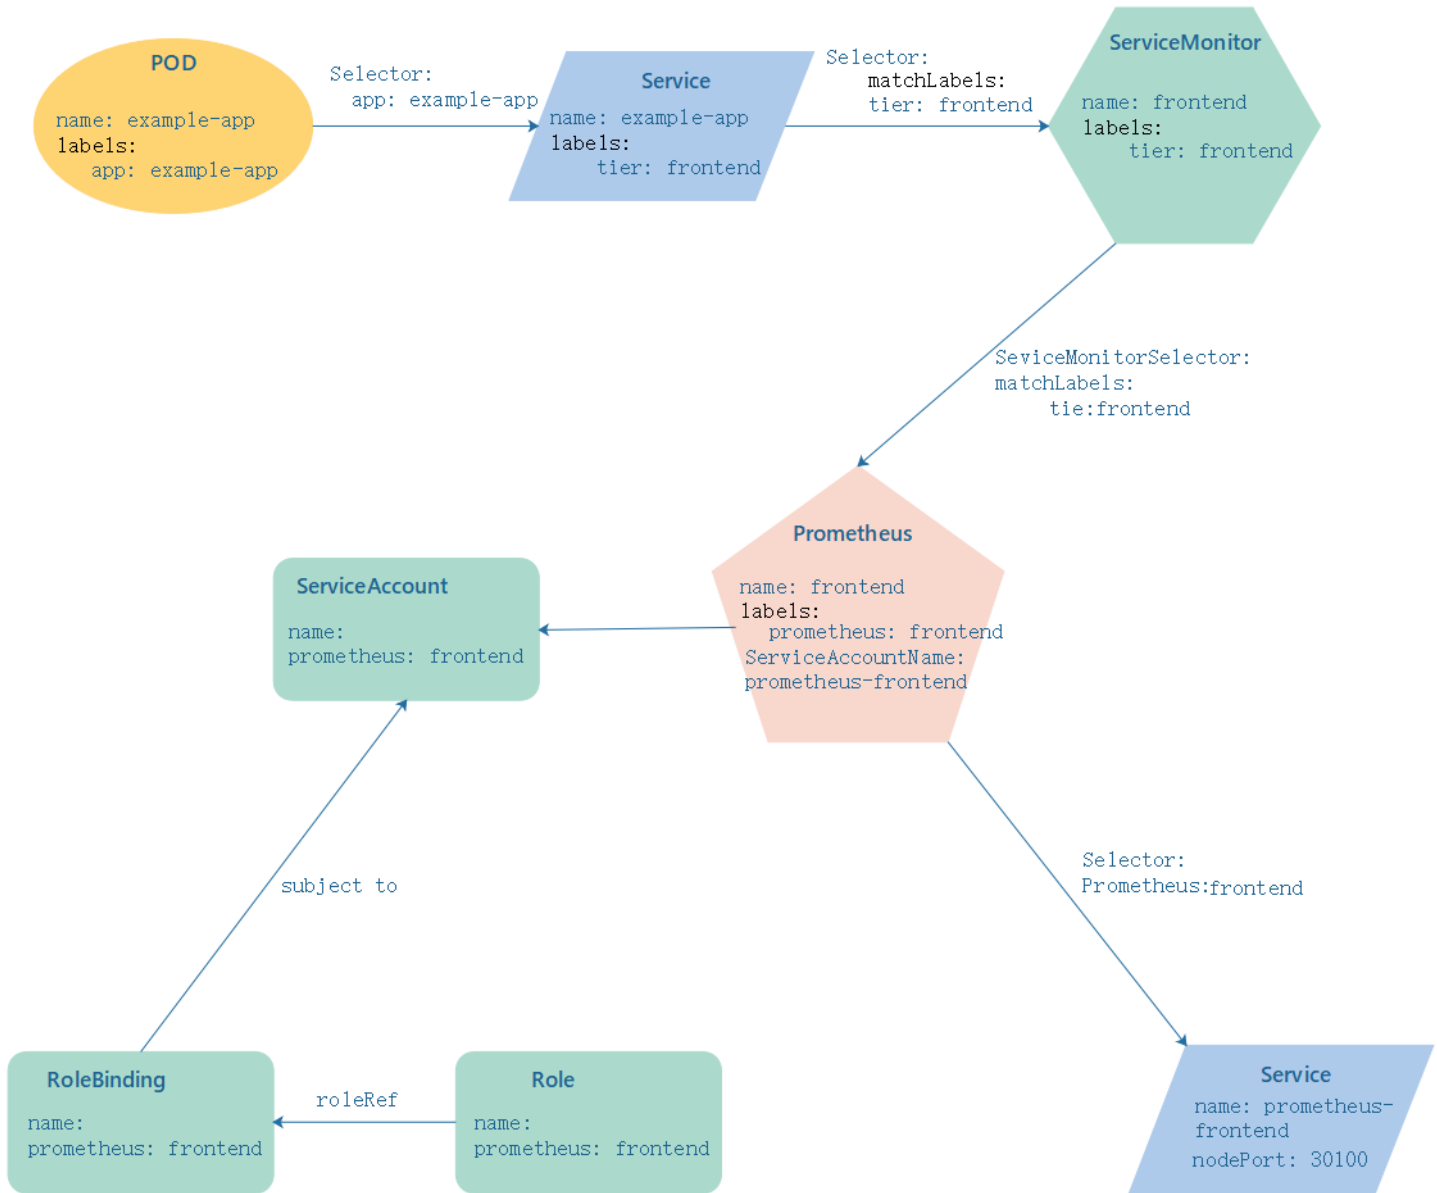 POD
name: example-app
labels:
app: example-app
Selector:
app: example-app
Service
name: example-app
labels:
tier: frontend
Selector:
matchLabels:
tier: frontend
ServiceMonitor
name: frontend
labels:
tier: frontend
SeviceMonitorSelector:
matchLabels:
tie:frontend
Prometheus
name: frontend
labels:
prometheus: frontend
ServiceAccountName:
prometheus-frontend
ServiceAccount
name:
prometheus: frontend
subject to
Selector:
Prometheus:frontend
RoleBinding
name:
prometheus: frontend
roleRef
Role
name:
prometheus: frontend
Service
name: prometheus-
frontend
nodePort: 30100